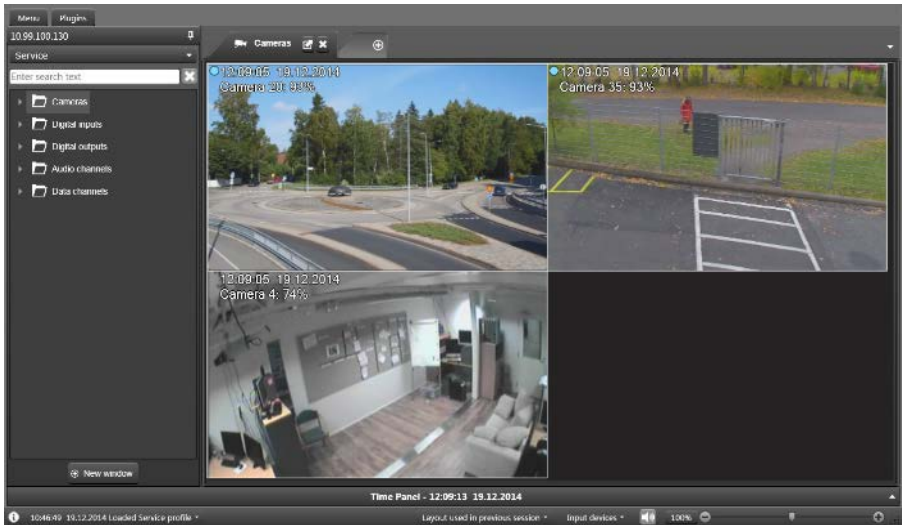 Menu Plugins
10.99.100.130
Service
Enter search text
Cameras
Digital inputs
Digital outputs
Audio channels
Data channels
New window
Cameras
12:09:05 19.12.2014
Camera 20: 93%
12:09:05 19.12.2014
Camera 35: 93%
12:09:05 19.12.2014
Camera 4: 74%
Time Panel - 12:09:13 19.12.2014
10:46:49 19.12.2014 Loaded Service profile
Layout used in previous session
Input devices
100%